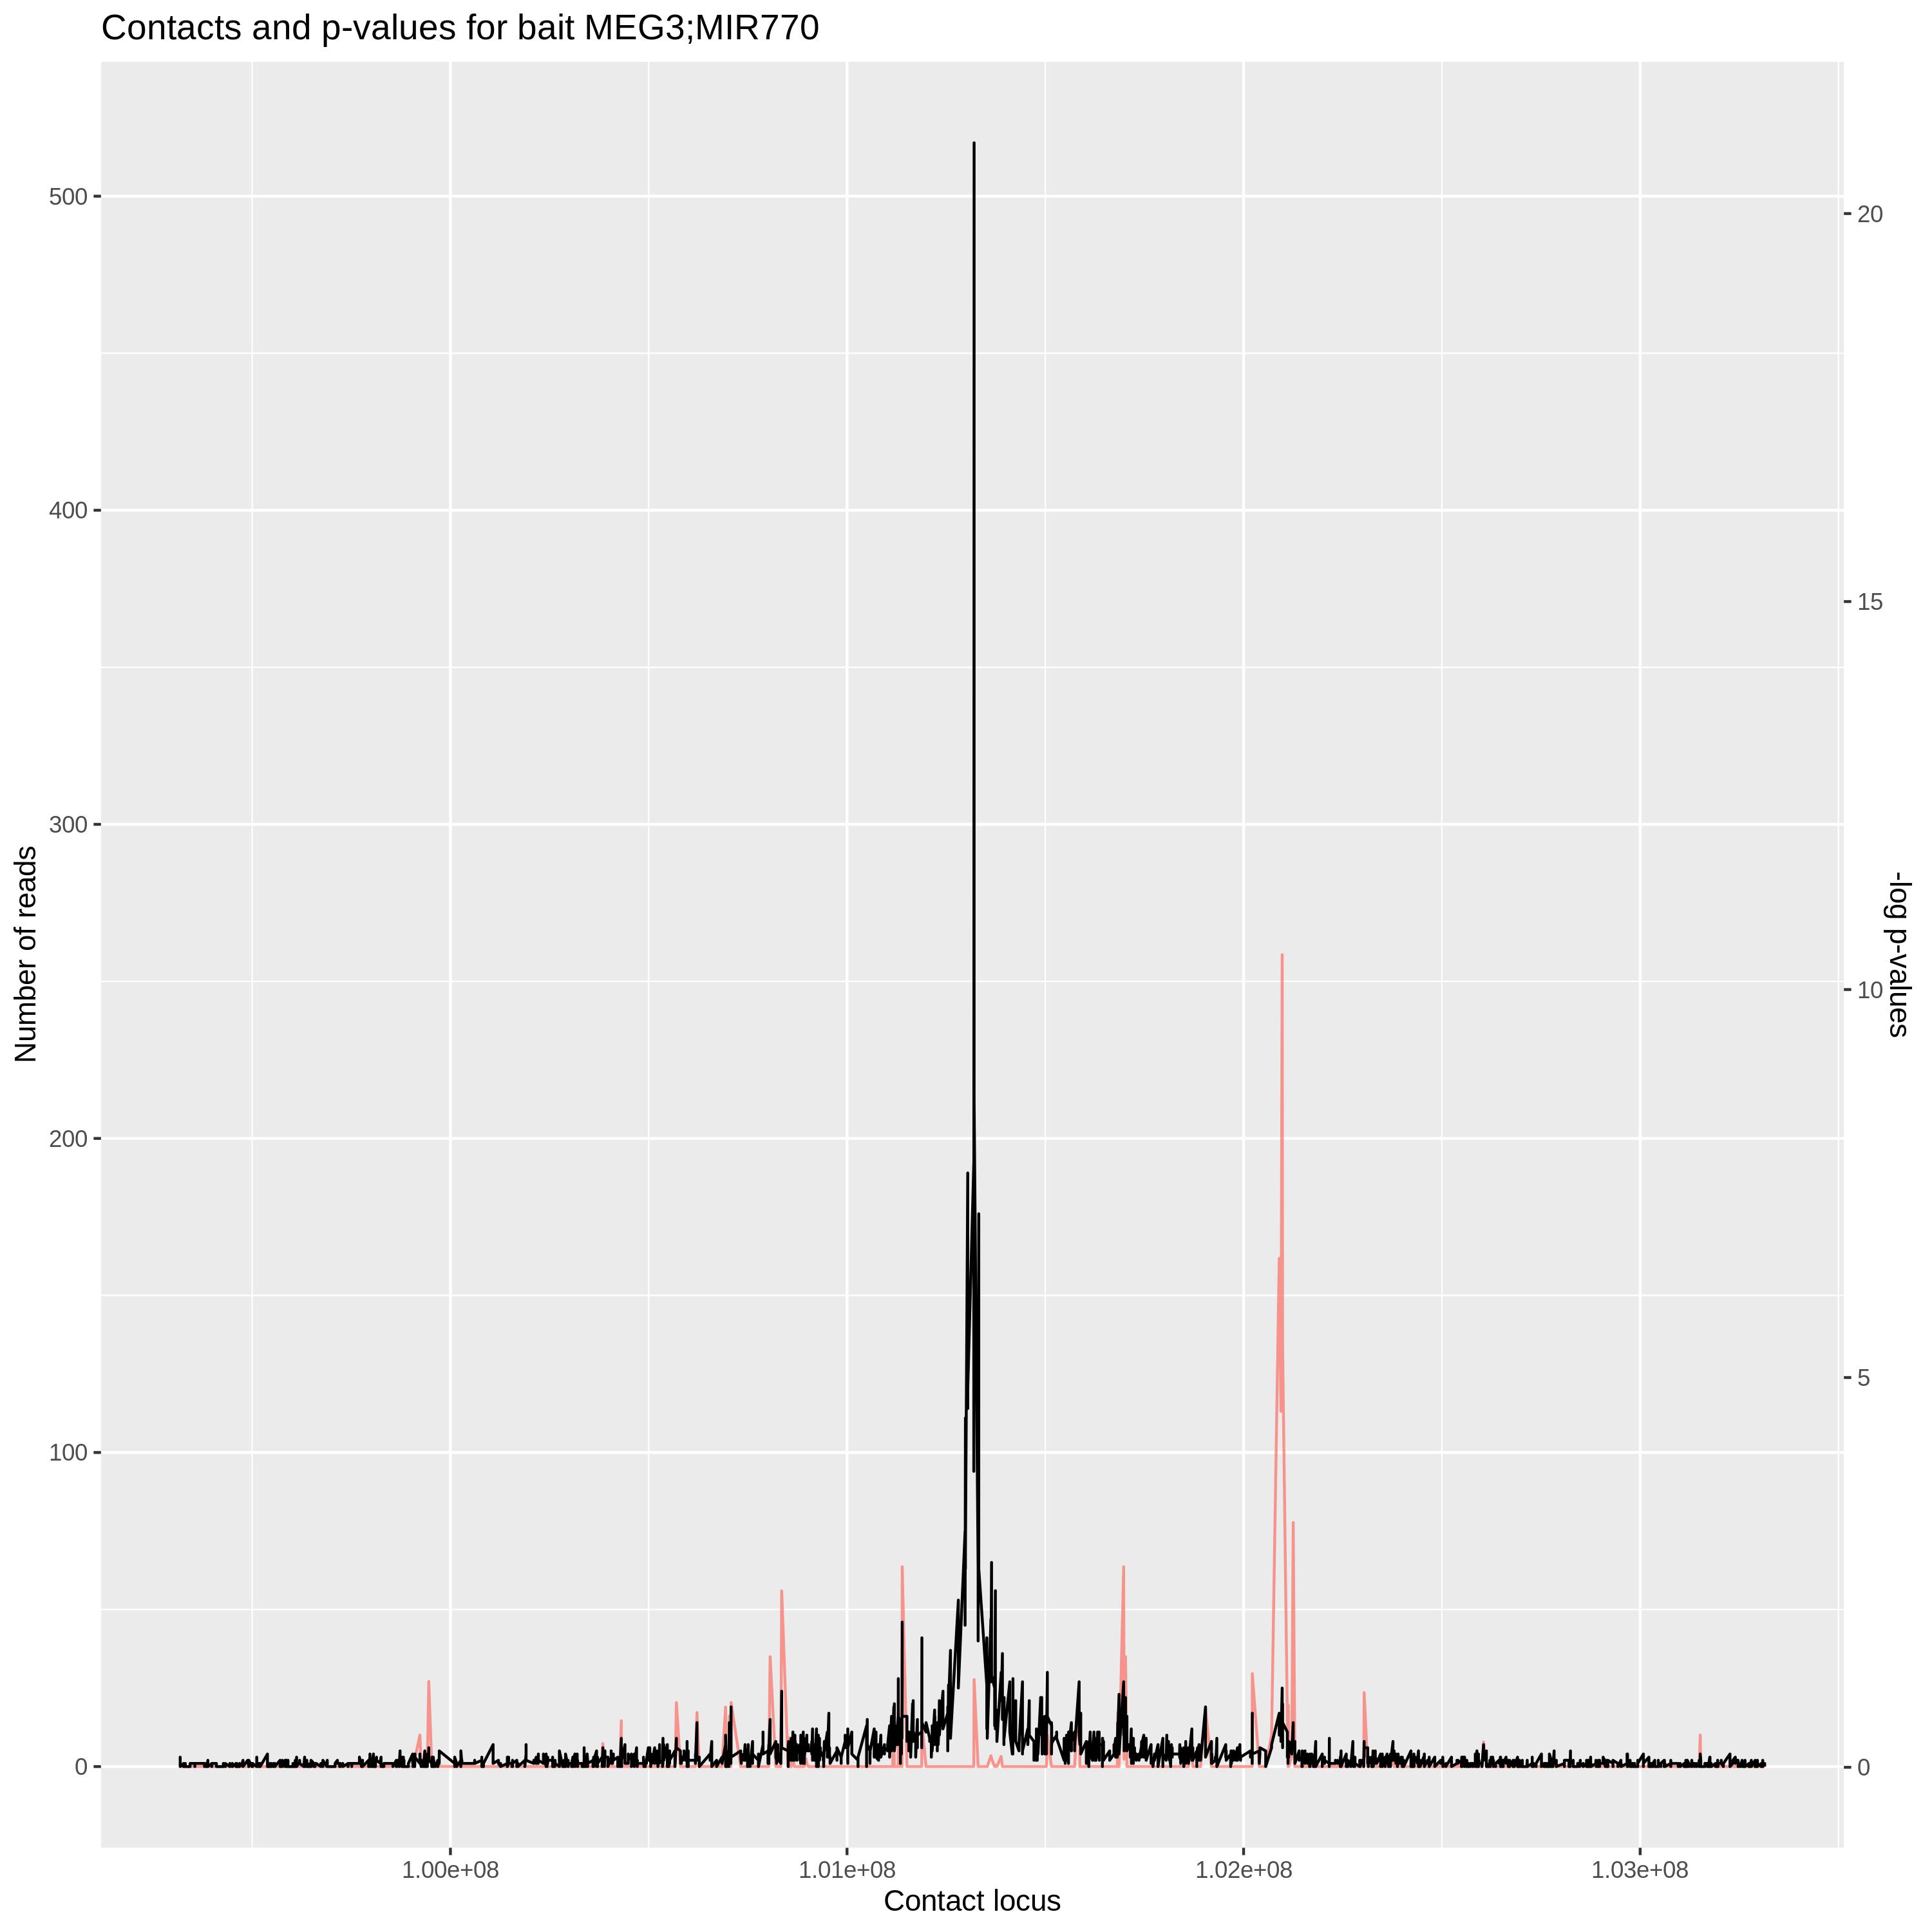 Contacts and p-values for bait MEG3;MIR770
500
400
300
200
100
0
Number of reads
20
15
10
5
0
-log p-values
1.00e+08
1.01e+08
1.02e+08
1.03e+08
Contact locus